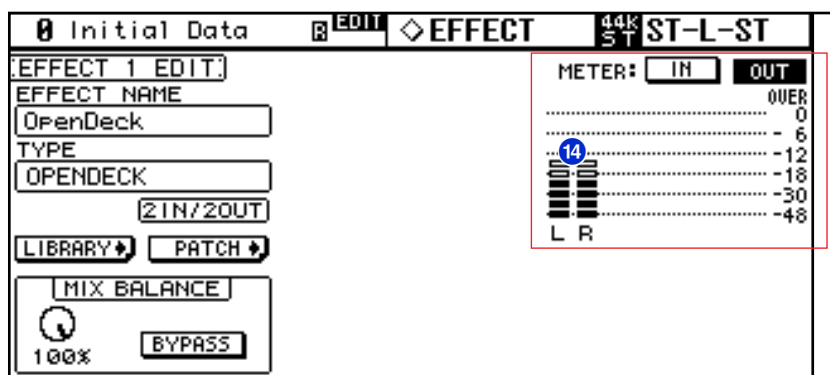 0 Initial Data R EDIT ◇EFFECT 44K ST ST-L-ST
EFFECT 1 EDIT
EFFECT NAME
OpenDeck
TYPE
OPENDECK
2IN/2OUT
LIBRARY PATCH
MIX BALANCE
100%
BYPASS
METER: IN OUT
OVER
0
- 6
-12
14
-18
-30
-48
L R